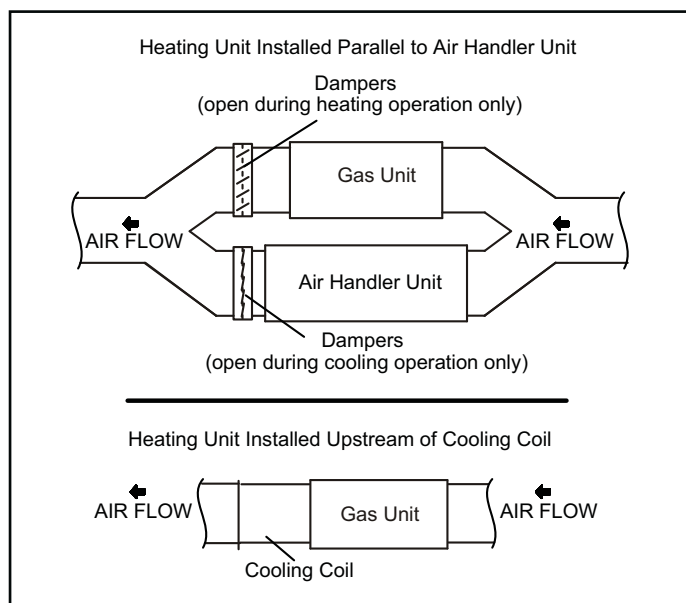 Heating Unit Installed Parallel to Air Handler Unit
Dampers
(open during heating operation only)
Gas Unit
AIR FLOW
AIR FLOW
Air Handler Unit
Dampers
(open during cooling operation only)
Heating Unit Installed Upstream of Cooling Coil
AIR FLOW
Gas Unit
AIR FLOW
Cooling Coil